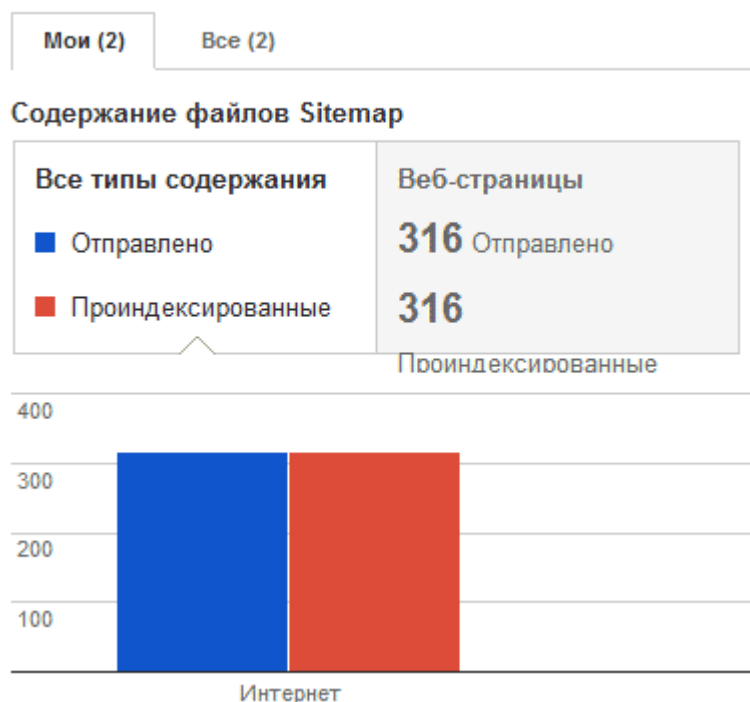 Мои (2) Все (2)
Содержание файлов Sitemap
Все типы содержания
Отправлено
Проиндексированные
Веб-страницы
316 Отправлено
316
Проиндексированные
400
300
200
100
Интернет